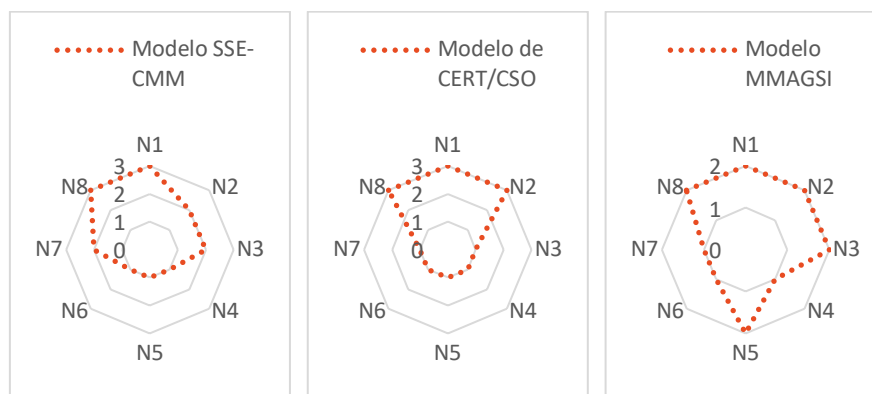 Modelo SSE-
CMM
N1
3
N8
N2
2
1
N7
0
N3
N6
N4
N5
Modelo de
CERT/CSO
N1
3
N8
N2
2
1
N7
0
N3
N6
N4
N5
Modelo
MMAGSI
N1
2
N8
N2
1
N7
0
N3
N6
N4
N5